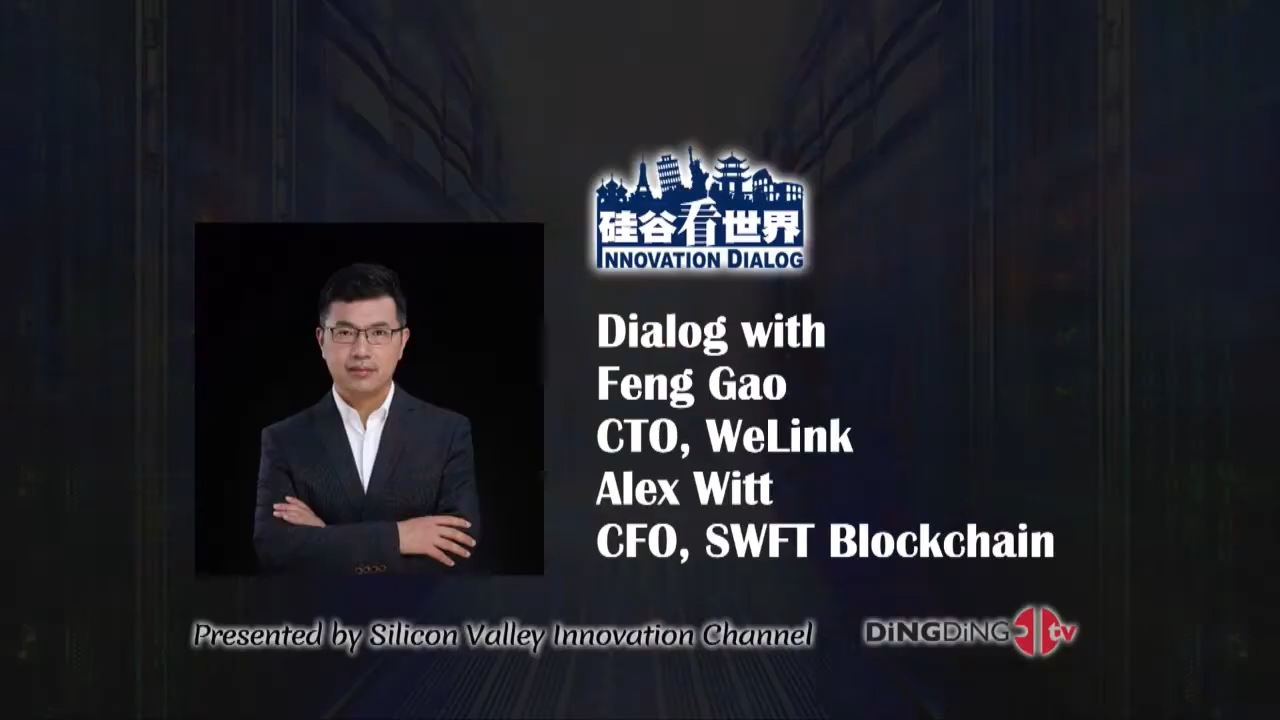 硅谷看世界
INNOVATION DIALOG
Dialog with
Feng Gao
CTO, WeLink
Alex Witt
CFO, SWFT Blockchain
Presented by Silicon Valley Innovation Channel
DiNGDiNG tv